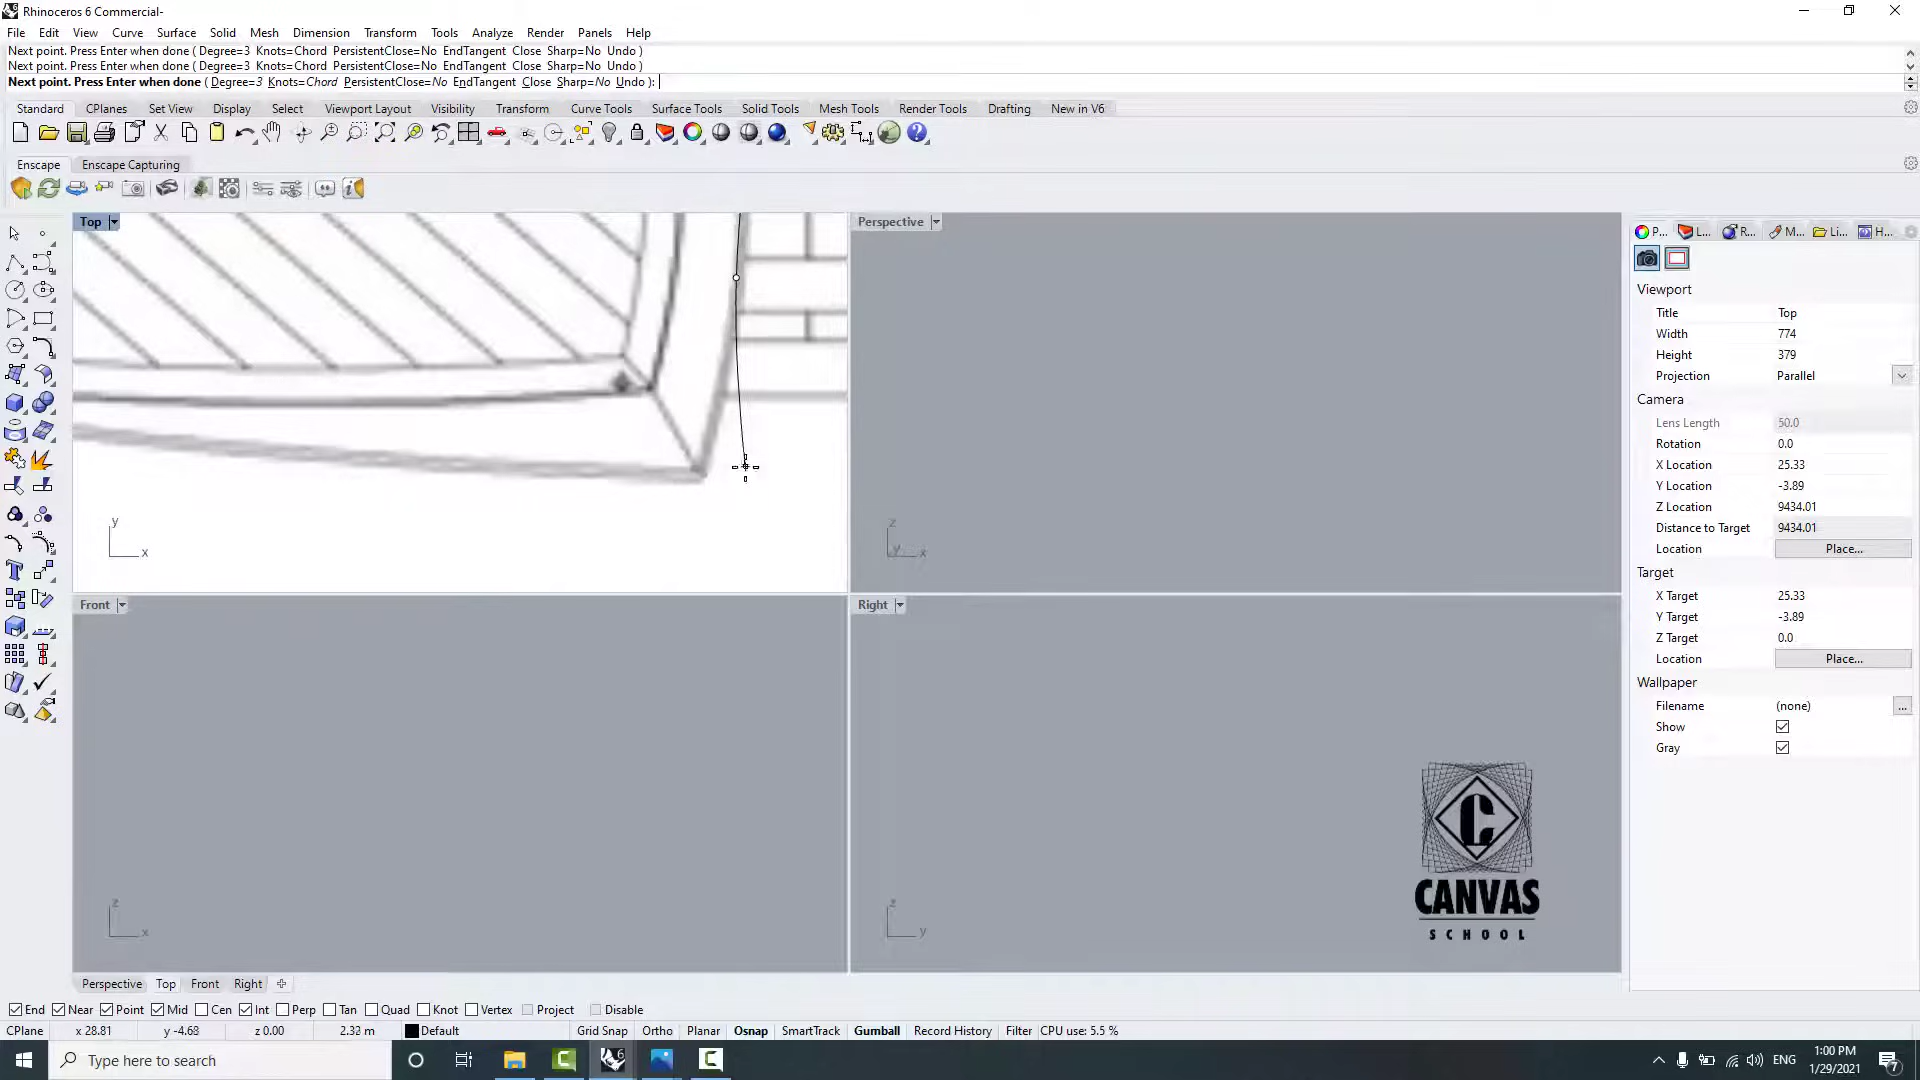 Rhinoceros 6 Commercial-
File Edit View Curve Surface Solid Mesh Dimension Transform Tools Analyze Render Panels Help
Next point. Press Enter when done ( Degree=3 Knots=Chord PersistentClose=No EndTangent Close Sharp=No Undo )
Next point. Press Enter when done ( Degree=3 Knots=Chord PersistentClose=No EndTangent Close Sharp=No Undo )
Next point. Press Enter when done ( Degree=3 Knots=Chord PersistentClose=No EndTangent Close Sharp=No Undo ):
Standard CPlanes Set View Display Select Viewport Layout Visibility Transform Curve Tools Surface Tools Solid Tools Mesh Tools Render Tools Drafting New in V6
Enscape Enscape Capturing
Top
Perspective
P... L... R... M... Li... H...
Viewport
Title Top
Width 774
Height 379
Projection Parallel
Camera
Lens Length 50.0
Rotation 0.0
X Location 25.33
Y Location -3.89
Z Location 9434.01
Distance to Target 9434.01
Location Place...
Target
X Target 25.33
Y Target -3.89
Z Target 0.0
Location Place...
Wallpaper
Filename (none) ...
Show
Gray
y
x
z
y x
Front
Right
z
x
z
y
C
CANVAS
SCHOOL
Perspective Top Front Right
End Near Point Mid Cen Int Perp Tan Quad Knot Vertex Project Disable
CPlane x 28.81 y -4.68 z 0.00 2.32 m Default Grid Snap Ortho Planar Osnap SmartTrack Gumball Record History Filter CPU use: 5.5 %
Type here to search
ENG
1:00 PM
1/29/2021
7